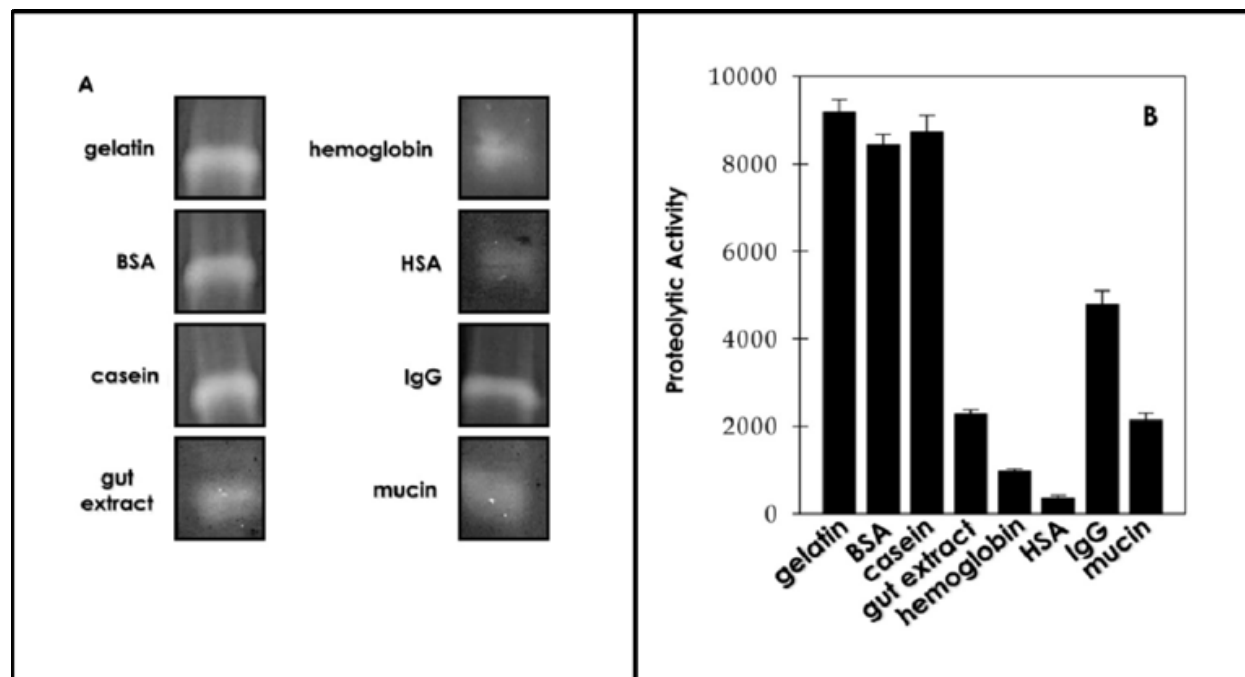 A
gelatin
hemoglobin
BSA
HSA
casein
IgG
gut
extract
mucin
B
Proteolytic Activity
10000
8000
6000
4000
2000
0
gelatin
BSA
casein
gut extract
hemoglobin
HSA
IgG
mucin